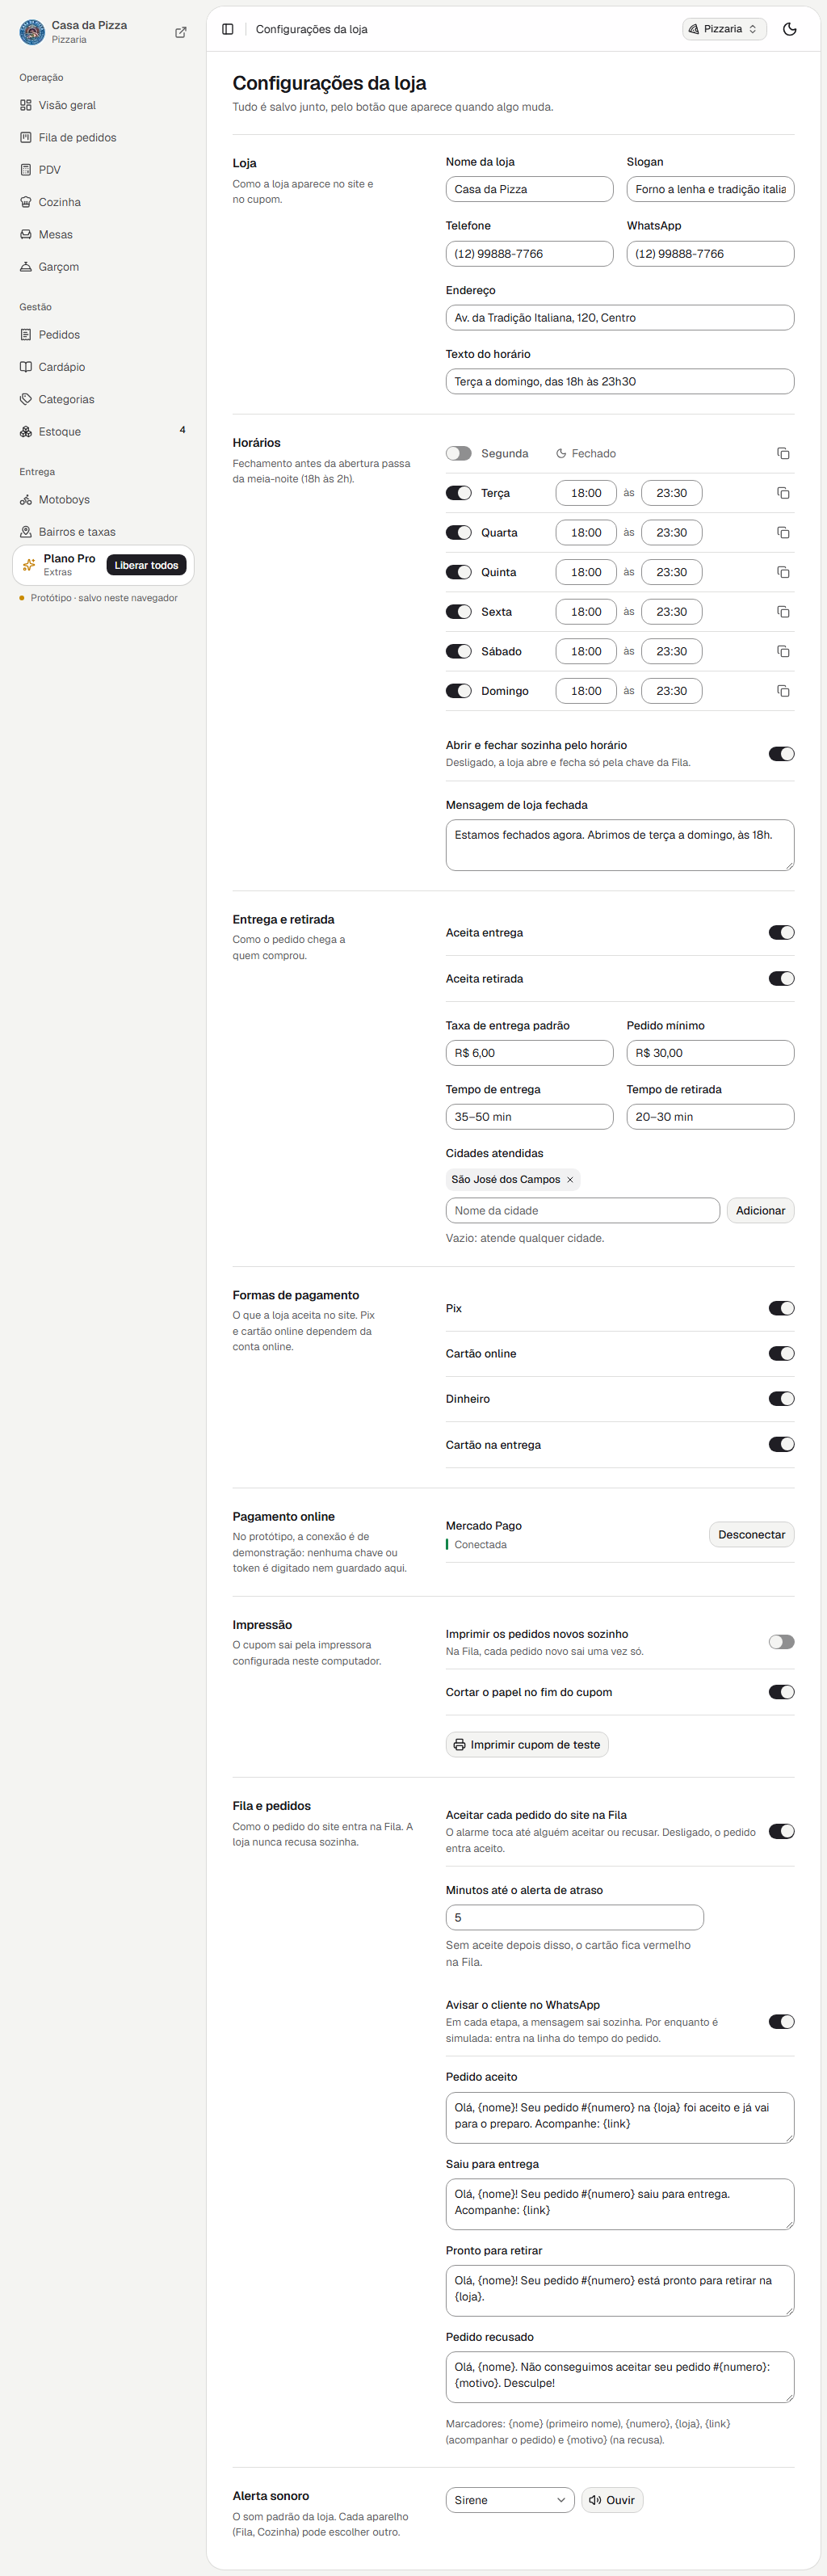 Casa da Pizza
Pizzaria
Operação
Visão geral
Fila de pedidos
PDV
Cozinha
Mesas
Garçom
Gestão
Pedidos
Cardápio
Categorias
Estoque 4
Entrega
Motoboys
Bairros e taxas
Plano Pro
Extras
Liberar todos
Protótipo · salvo neste navegador
Configurações da loja
Pizzaria
Configurações da loja
Tudo é salvo junto, pelo botão que aparece quando algo muda.
Loja
Como a loja aparece no site e
no cupom.
Nome da loja
Casa da Pizza
Slogan
Forno a lenha e tradição italia
Telefone
(12) 99888-7766
WhatsApp
(12) 99888-7766
Endereço
Av. da Tradição Italiana, 120, Centro
Texto do horário
Terça a domingo, das 18h às 23h30
Horários
Fechamento antes da abertura passa
da meia-noite (18h às 2h).
Segunda Fechado
Terça 18:00 às 23:30
Quarta 18:00 às 23:30
Quinta 18:00 às 23:30
Sexta 18:00 às 23:30
Sábado 18:00 às 23:30
Domingo 18:00 às 23:30
Abrir e fechar sozinha pelo horário
Desligado, a loja abre e fecha só pela chave da Fila.
Mensagem de loja fechada
Estamos fechados agora. Abrimos de terça a domingo, às 18h.
Entrega e retirada
Como o pedido chega a
quem comprou.
Aceita entrega
Aceita retirada
Taxa de entrega padrão
R$ 6,00
Pedido mínimo
R$ 30,00
Tempo de entrega
35–50 min
Tempo de retirada
20–30 min
Cidades atendidas
São José dos Campos ×
Nome da cidade
Adicionar
Vazio: atende qualquer cidade.
Formas de pagamento
O que a loja aceita no site. Pix
e cartão online dependem da
conta online.
Pix
Cartão online
Dinheiro
Cartão na entrega
Pagamento online
No protótipo, a conexão é de
demonstração: nenhuma chave ou
token é digitado nem guardado aqui.
Mercado Pago
Conectada
Desconectar
Impressão
O cupom sai pela impressora
configurada neste computador.
Imprimir os pedidos novos sozinho
Na Fila, cada pedido novo sai uma vez só.
Cortar o papel no fim do cupom
Imprimir cupom de teste
Fila e pedidos
Como o pedido do site entra na Fila. A
loja nunca recusa sozinha.
Aceitar cada pedido do site na Fila
O alarme toca até alguém aceitar ou recusar. Desligado, o pedido
entra aceito.
Minutos até o alerta de atraso
5
Sem aceite depois disso, o cartão fica vermelho
na Fila.
Avisar o cliente no WhatsApp
Em cada etapa, a mensagem sai sozinha. Por enquanto é
simulada: entra na linha do tempo do pedido.
Pedido aceito
Olá, {nome}! Seu pedido #{numero} na {loja} foi aceito e já vai
para o preparo. Acompanhe: {link}
Saiu para entrega
Olá, {nome}! Seu pedido #{numero} saiu para entrega.
Acompanhe: {link}
Pronto para retirar
Olá, {nome}! Seu pedido #{numero} está pronto para retirar na
{loja}.
Pedido recusado
Olá, {nome}. Não conseguimos aceitar seu pedido #{numero}:
{motivo}. Desculpe!
Marcadores: {nome} (primeiro nome), {numero}, {loja}, {link}
(acompanhar o pedido) e {motivo} (na recusa).
Alerta sonoro
O som padrão da loja. Cada aparelho
(Fila, Cozinha) pode escolher outro.
Sirene
Ouvir